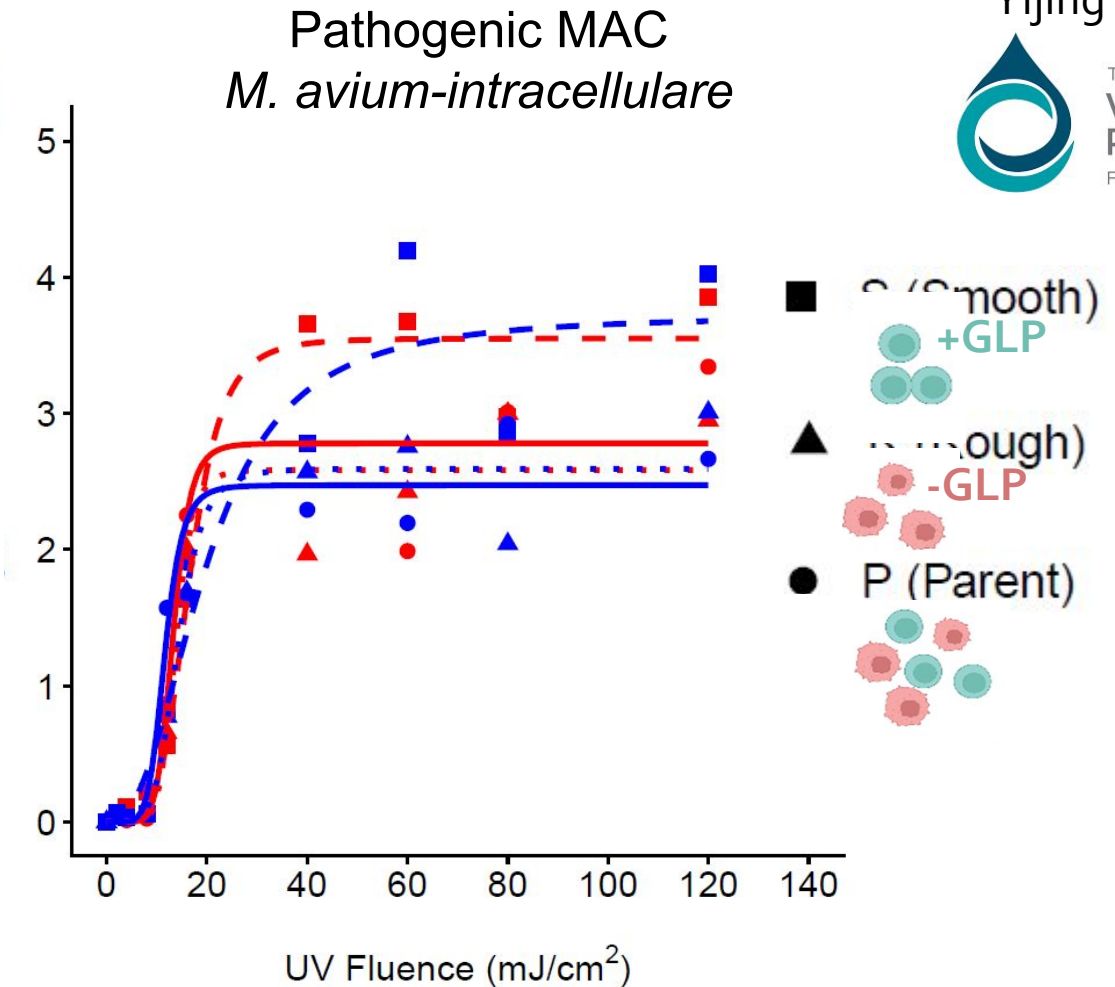 Pathogenic MAC
M. avium-intracellulare
5
4
3
2
1
0
0 20 40 60 80 100 120 140
UV Fluence (mJ/cm²)
(Smooth)
+GLP
-GLP
P (Parent)